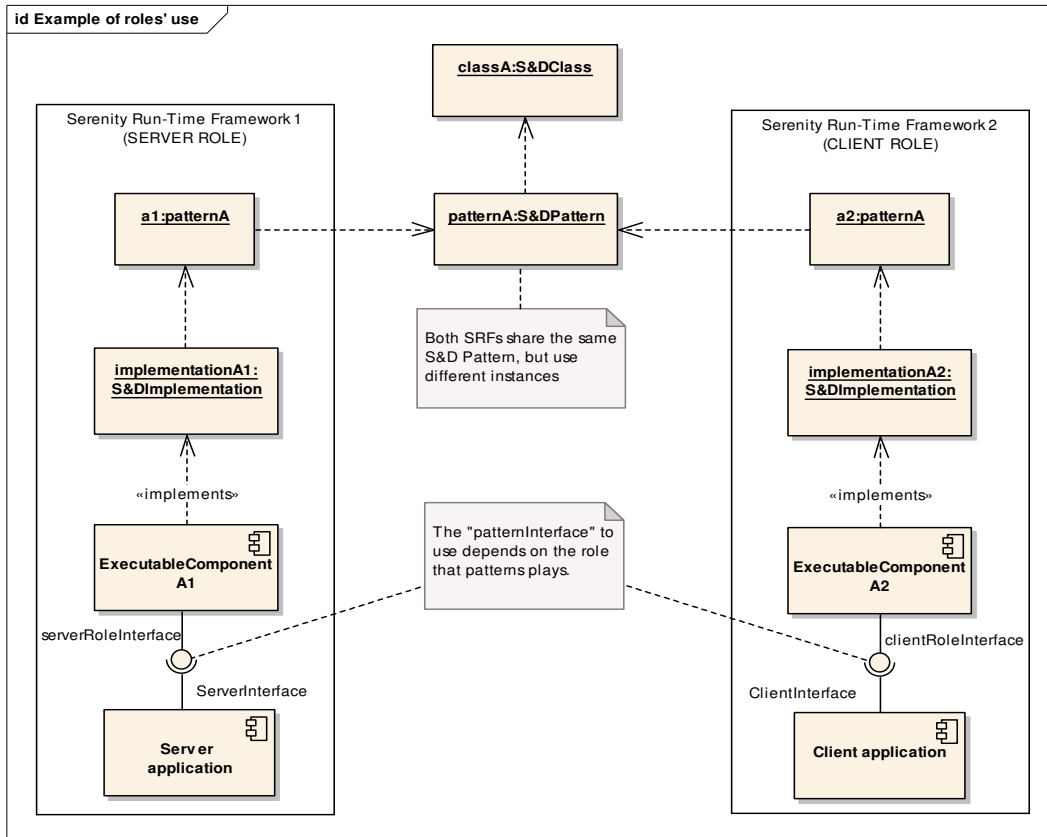 id Example of roles' use
classA:S&DClass
Serenity Run-Time Framework 1
(SERVER ROLE)
Serenity Run-Time Framework 2
(CLIENT ROLE)
a1:patternA
patternA:S&DPattern
a2:patternA
Both SRFs share the same
S&D Pattern, but use
different instances
implementationA1:
S&DImplementation
implementationA2:
S&DImplementation
«implements»
«implements»
The "patternInterface" to
use depends on the role
that patterns plays.
ExecutableComponent
A1
ExecutableComponent
A2
serverRoleInterface
clientRoleInterface
ServerInterface
ClientInterface
Server
application
Client application